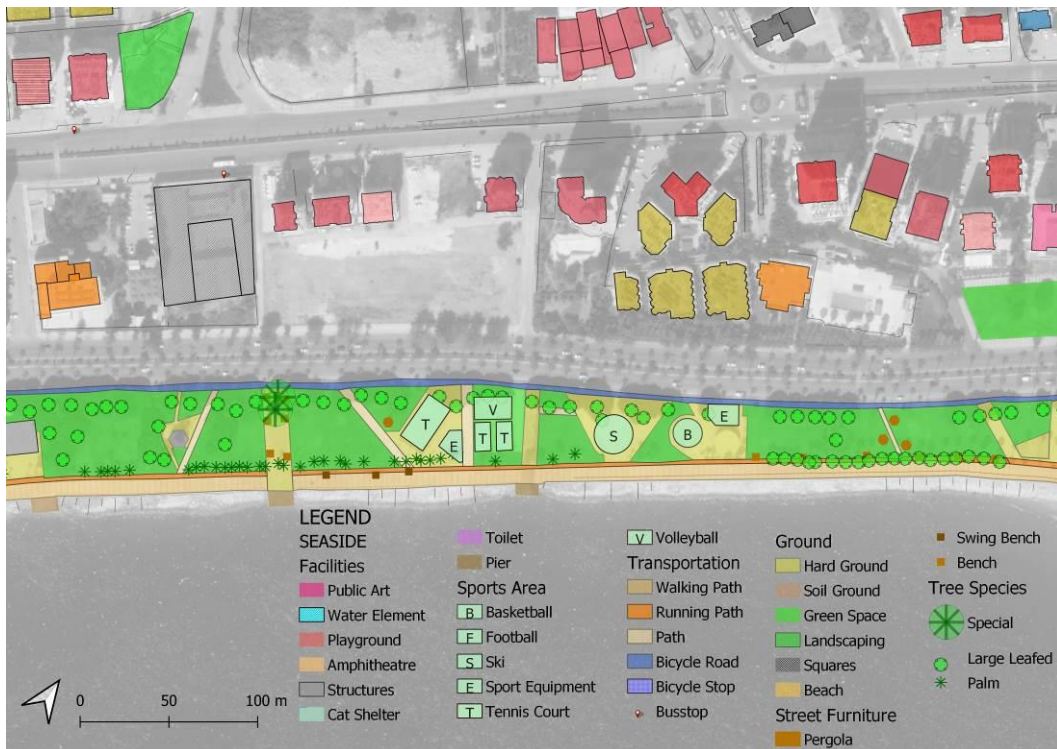 T
E
V
T T
S
B
E
LEGEND
SEASIDE
Facilities
Public Art
Water Element
Playground
Amphitheatre
Structures
Cat Shelter
Toilet
Pier
Sports Area
B Basketball
F Football
S Ski
E Sport Equipment
T Tennis Court
V Volleyball
Transportation
Walking Path
Running Path
Path
Bicycle Road
Bicycle Stop
Busstop
Ground
Hard Ground
Soil Ground
Green Space
Landscaping
Squares
Beach
Street Furniture
Pergola
Swing Bench
Bench
Tree Species
Special
Large Leafed
Palm
0 50 100 m